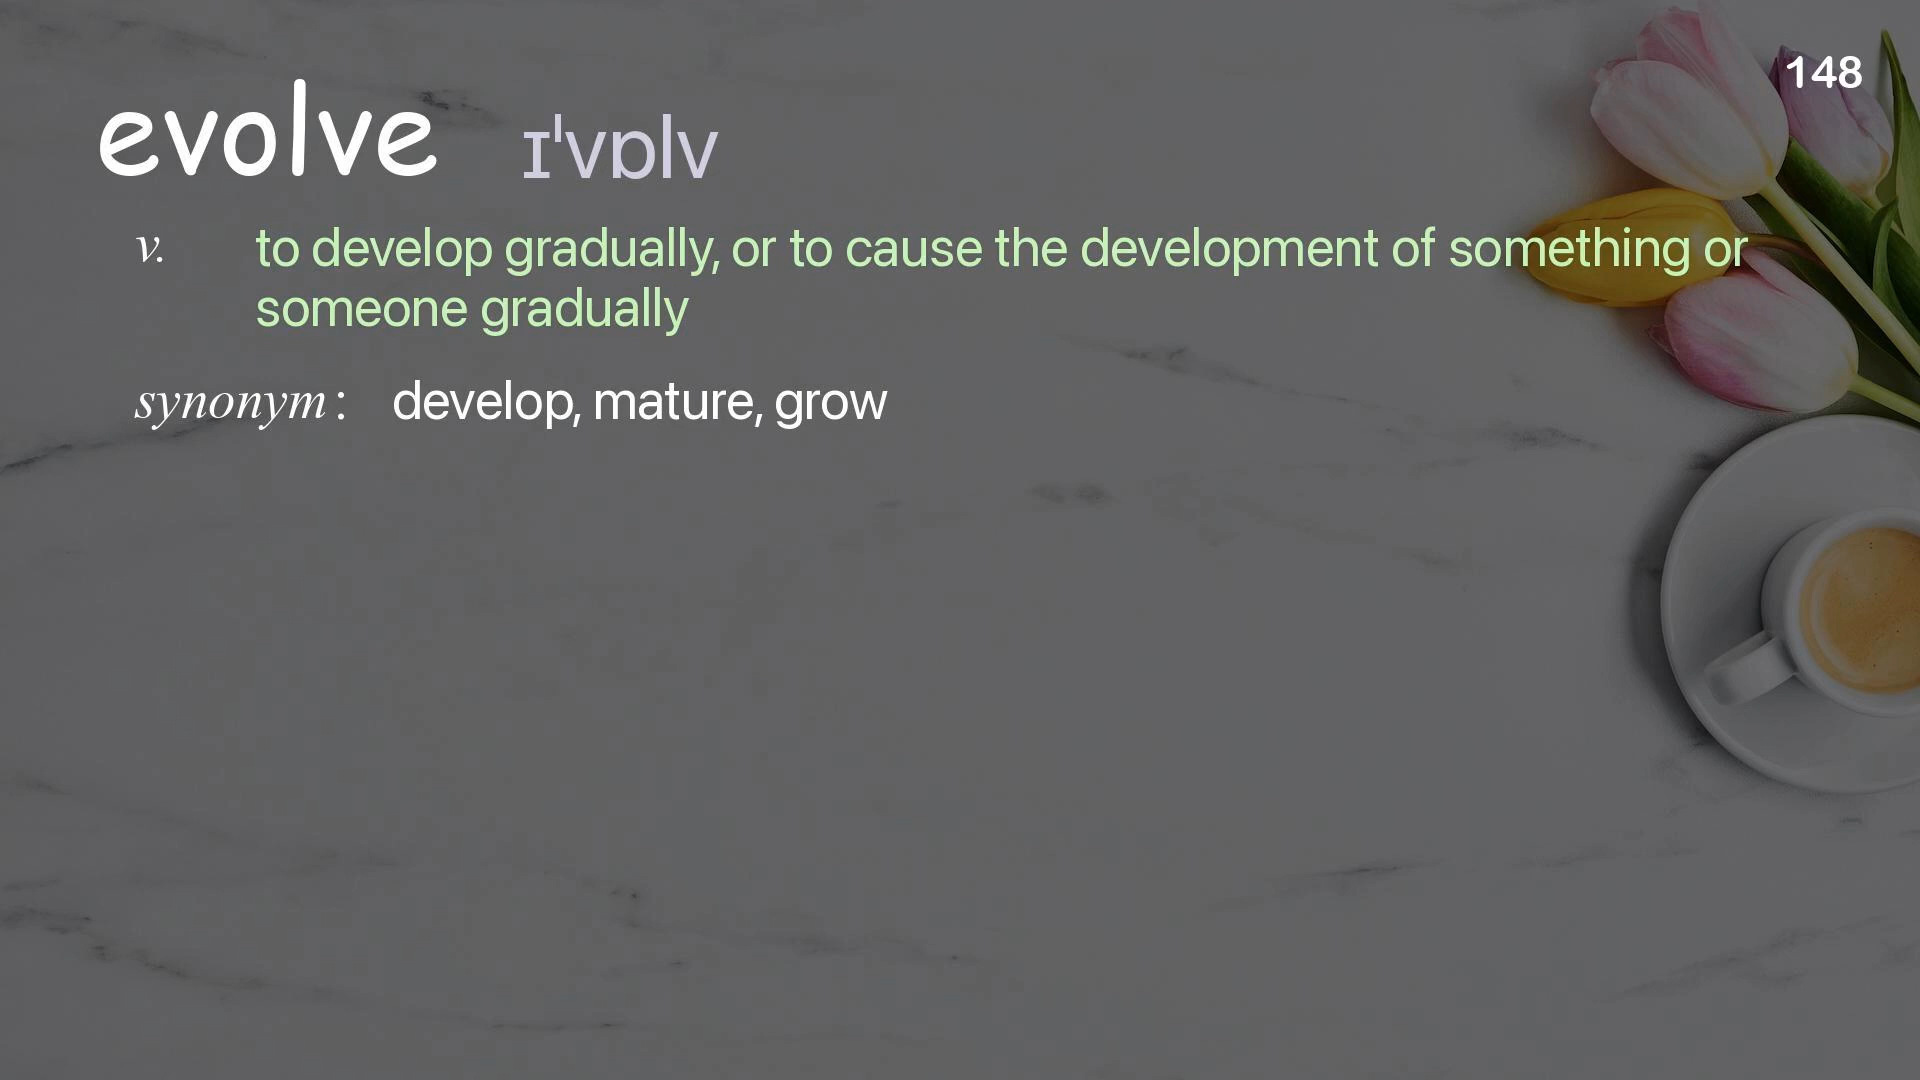 148
evolve ɪˈvɒlv
v. to develop gradually, or to cause the development of something or
someone gradually
synonym : develop, mature, grow